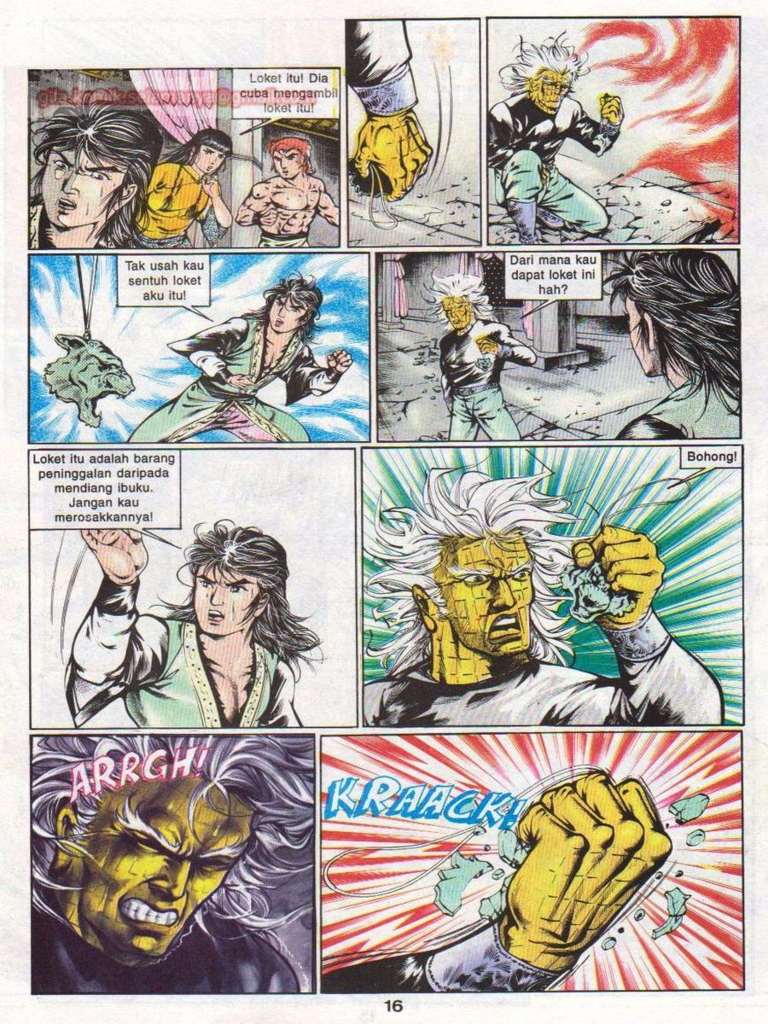 Loket itu! Dia
cuba mengambil
loket itu!
Tak usah kau
sentuh loket
aku itu!
Dari mana kau
dapat loket ini
hah?
Loket itu adalah barang
peninggalan daripada
mendiang ibuku.
Jangan kau
merosakkannya!
Bohong!
ARRGH!
KRAACK!
16